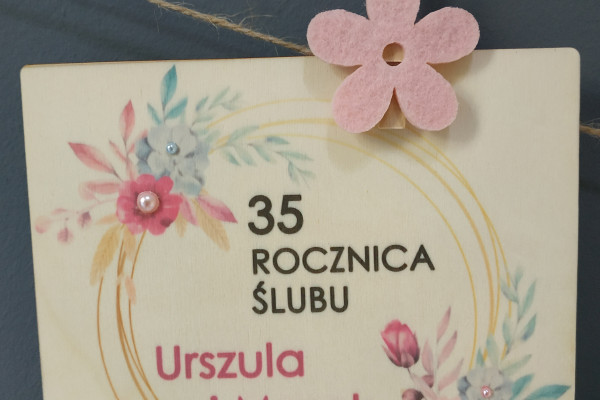 35
ROCZNICA
ŚLUBU
Urszula